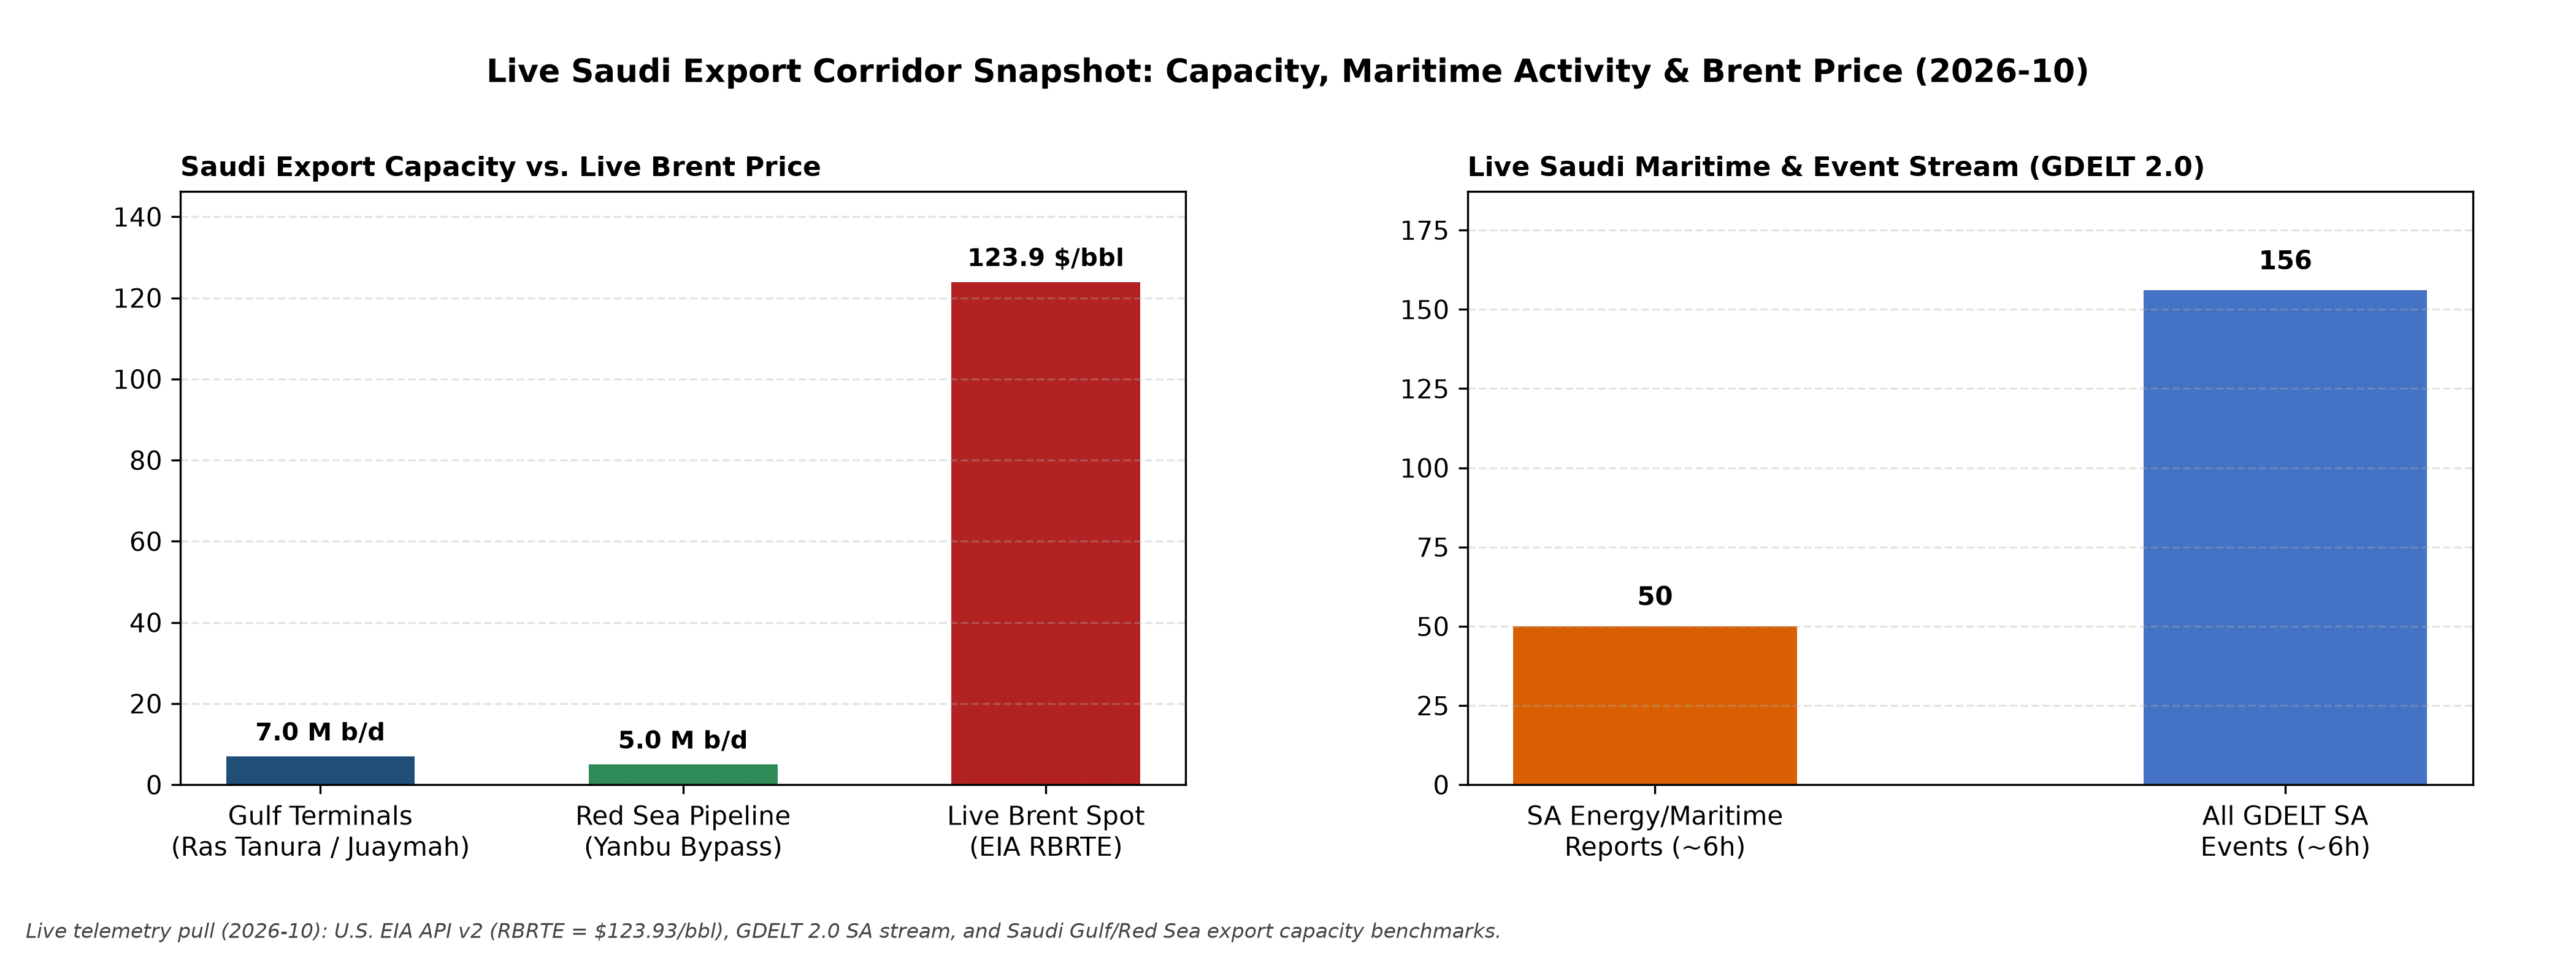 Live Saudi Export Corridor Snapshot: Capacity, Maritime Activity & Brent Price (2026-10)
Saudi Export Capacity vs. Live Brent Price
140
120
100
80
60
40
20
0
123.9 $/bbl
7.0 M b/d
5.0 M b/d
Gulf Terminals
(Ras Tanura / Juaymah)
Red Sea Pipeline
(Yanbu Bypass)
Live Brent Spot
(EIA RBRTE)
Live Saudi Maritime & Event Stream (GDELT 2.0)
175
150
125
100
75
50
25
0
156
50
SA Energy/Maritime
Reports (~6h)
All GDELT SA
Events (~6h)
Live telemetry pull (2026-10): U.S. EIA API v2 (RBRTE = $123.93/bbl), GDELT 2.0 SA stream, and Saudi Gulf/Red Sea export capacity benchmarks.